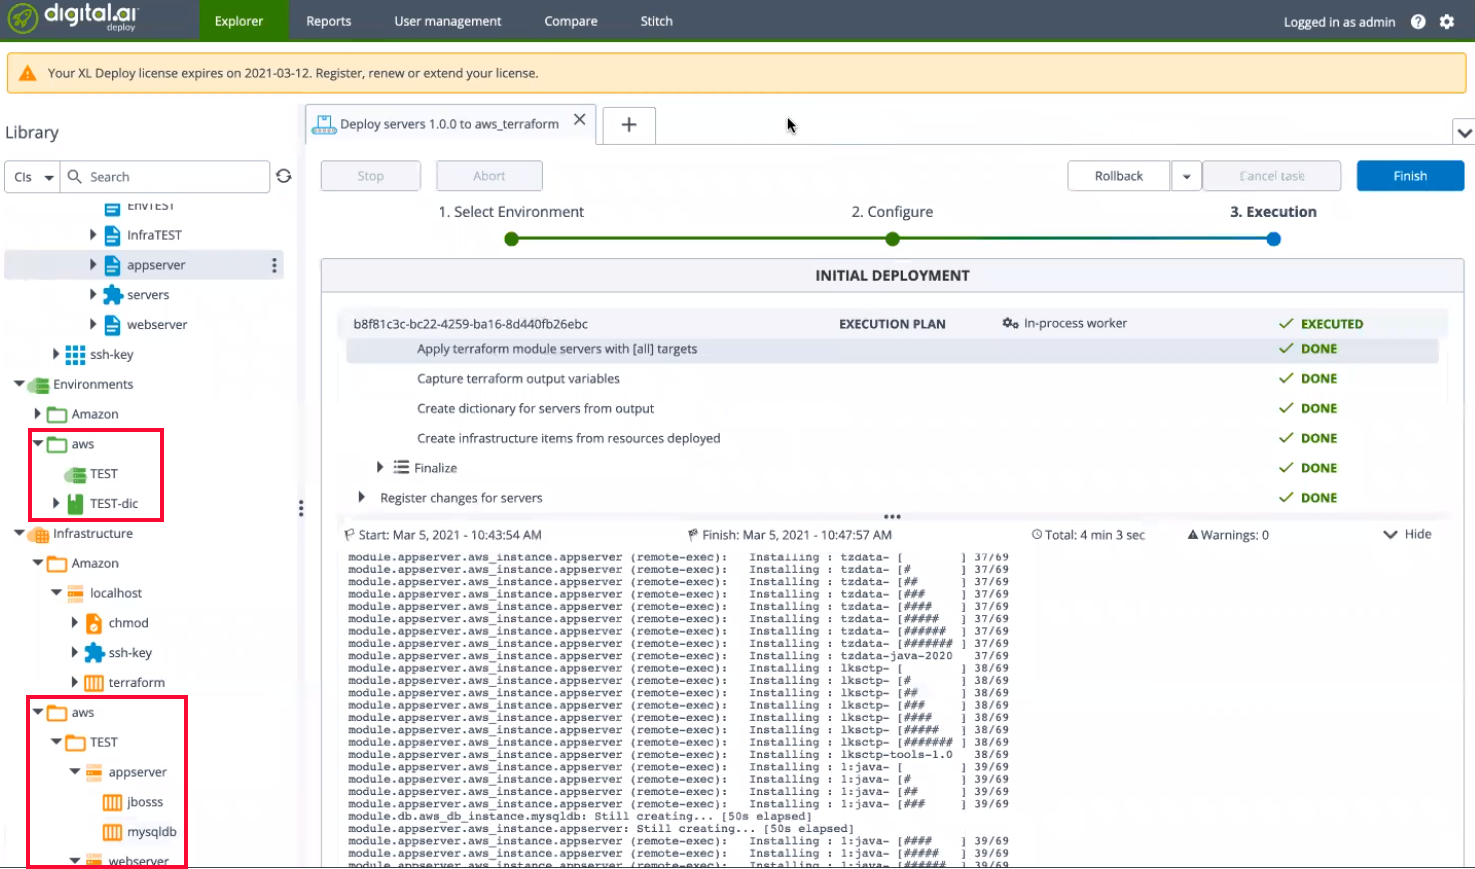 digital.ai
deploy
Explorer
Reports
User management
Compare
Stitch
Logged in as admin
Your XL Deploy license expires on 2021-03-12. Register, renew or extend your license.
Library
Deploy servers 1.0.0 to aws_terraform
CIs
Search
Stop
Abort
Rollback
Cancel task
Finish
1. Select Environment
2. Configure
3. Execution
EnvTEST
InfraTEST
appserver
servers
webserver
ssh-key
Environments
Amazon
aws
TEST
TEST-dic
Infrastructure
Amazon
localhost
chmod
ssh-key
terraform
aws
TEST
appserver
jbosss
mysqldb
webserver
INITIAL DEPLOYMENT
b8f81c3c-bc22-4259-ba16-8d440fb26ebc EXECUTION PLAN In-process worker EXECUTED
Apply terraform module servers with [all] targets DONE
Capture terraform output variables DONE
Create dictionary for servers from output DONE
Create infrastructure items from resources deployed DONE
Finalize DONE
Register changes for servers DONE
Start: Mar 5, 2021 - 10:43:54 AM Finish: Mar 5, 2021 - 10:47:57 AM Total: 4 min 3 sec Warnings: 0 Hide
module.appserver.aws_instance.appserver (remote-exec): Installing : tzdata- [ ] 37/69
module.appserver.aws_instance.appserver (remote-exec): Installing : tzdata- [# ] 37/69
module.appserver.aws_instance.appserver (remote-exec): Installing : tzdata- [## ] 37/69
module.appserver.aws_instance.appserver (remote-exec): Installing : tzdata- [### ] 37/69
module.appserver.aws_instance.appserver (remote-exec): Installing : tzdata- [#### ] 37/69
module.appserver.aws_instance.appserver (remote-exec): Installing : tzdata- [##### ] 37/69
module.appserver.aws_instance.appserver (remote-exec): Installing : tzdata- [###### ] 37/69
module.appserver.aws_instance.appserver (remote-exec): Installing : tzdata- [####### ] 37/69
module.appserver.aws_instance.appserver (remote-exec): Installing : tzdata-java-2020 37/69
module.appserver.aws_instance.appserver (remote-exec): Installing : lksctp- [ ] 38/69
module.appserver.aws_instance.appserver (remote-exec): Installing : lksctp- [# ] 38/69
module.appserver.aws_instance.appserver (remote-exec): Installing : lksctp- [## ] 38/69
module.appserver.aws_instance.appserver (remote-exec): Installing : lksctp- [### ] 38/69
module.appserver.aws_instance.appserver (remote-exec): Installing : lksctp- [#### ] 38/69
module.appserver.aws_instance.appserver (remote-exec): Installing : lksctp- [##### ] 38/69
module.appserver.aws_instance.appserver (remote-exec): Installing : lksctp- [####### ] 38/69
module.appserver.aws_instance.appserver (remote-exec): Installing : lksctp-tools-1.0 38/69
module.appserver.aws_instance.appserver (remote-exec): Installing : 1:java- [ ] 39/69
module.appserver.aws_instance.appserver (remote-exec): Installing : 1:java- [# ] 39/69
module.appserver.aws_instance.appserver (remote-exec): Installing : 1:java- [## ] 39/69
module.appserver.aws_instance.appserver (remote-exec): Installing : 1:java- [### ] 39/69
module.db.aws_db_instance.mysqldb: Still creating... [50s elapsed]
module.appserver.aws_instance.appserver: Still creating... [50s elapsed]
module.appserver.aws_instance.appserver (remote-exec): Installing : 1:java- [#### ] 39/69
module.appserver.aws_instance.appserver (remote-exec): Installing : 1:java- [##### ] 39/69
module.appserver.aws_instance.appserver (remote-exec): Installing : 1:java- [###### ] 39/69